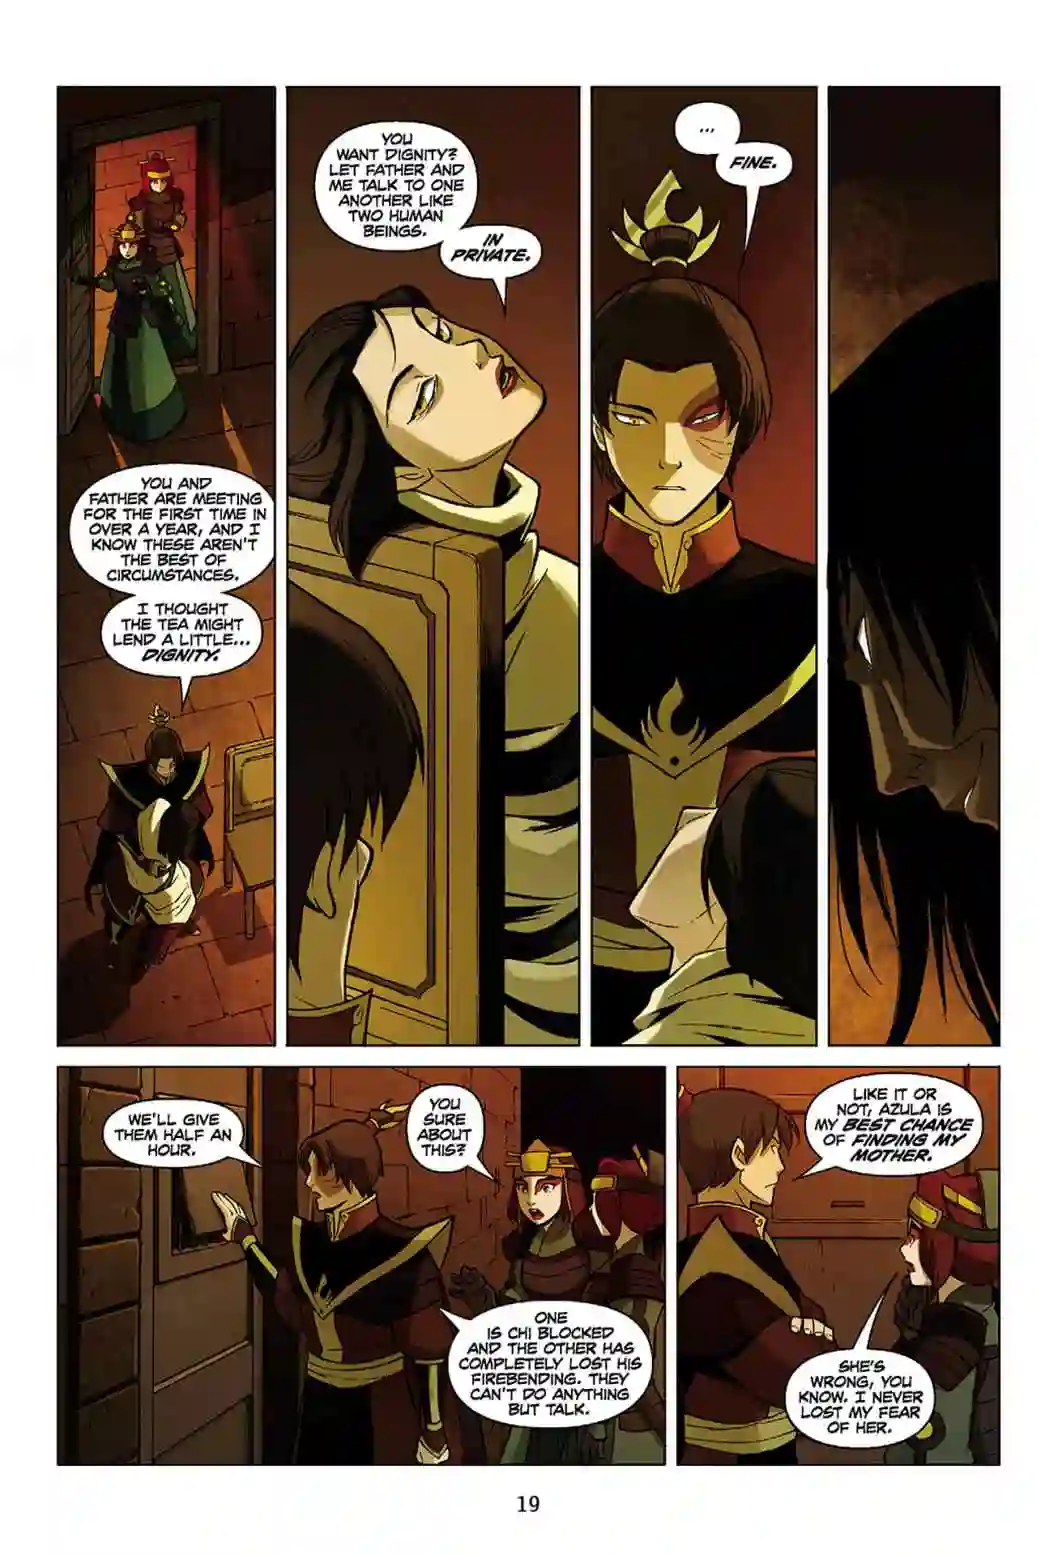 YOU AND
FATHER ARE MEETING
FOR THE FIRST TIME IN
OVER A YEAR, AND I
KNOW THESE AREN'T
THE BEST OF
CIRCUMSTANCES.
I THOUGHT
THE TEA MIGHT
LEND A LITTLE...
DIGNITY.
YOU
WANT DIGNITY?
LET FATHER AND
ME TALK TO ONE
ANOTHER LIKE
TWO HUMAN
BEINGS.
IN
PRIVATE.
...
FINE.
WE'LL GIVE
THEM HALF AN
HOUR.
YOU
SURE
ABOUT
THIS?
ONE
IS CHI BLOCKED
AND THE OTHER HAS
COMPLETELY LOST HIS
FIREBENDING. THEY
CAN'T DO ANYTHING
BUT TALK.
LIKE IT OR
NOT, AZULA IS
MY BEST CHANCE
OF FINDING MY
MOTHER.
SHE'S
WRONG, YOU
KNOW. I NEVER
LOST MY FEAR
OF HER.
19